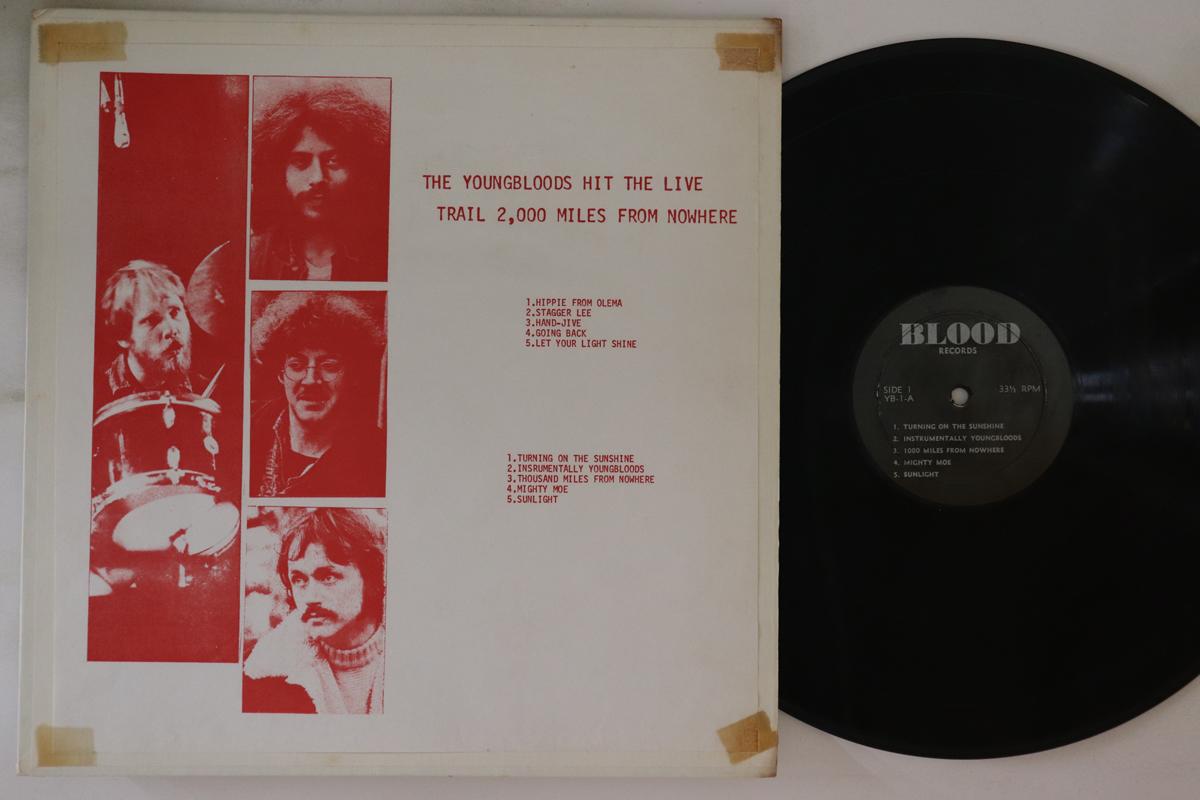 THE YOUNGBLOODS HIT THE LIVE
TRAIL 2,000 MILES FROM NOWHERE
1.HIPPIE FROM OLEMA
2.STAGGER LEE
3.HAND-JIVE
4.GOING BACK
5.LET YOUR LIGHT SHINE
1.TURNING ON THE SUNSHINE
2.INSRUMENTALLY YOUNGBLOODS
3.THOUSAND MILES FROM NOWHERE
4.MIGHTY MOE
5.SUNLIGHT
BLOOD
RECORDS
SIDE 1 33⅓ RPM
YB-1-A
1. TURNING ON THE SUNSHINE
2. INSTRUMENTALLY YOUNGBLOODS
3. 1000 MILES FROM NOWHERE
4. MIGHTY MOE
5. SUNLIGHT